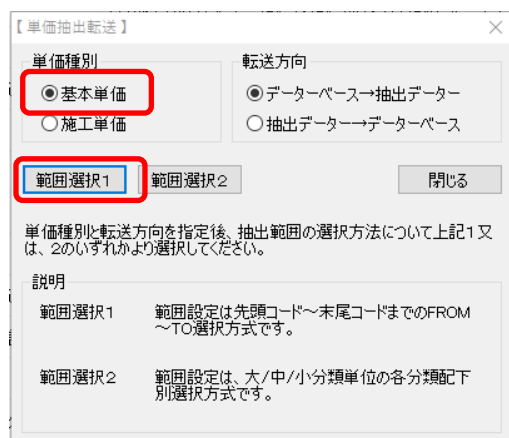 【単価抽出転送】
単価種別
転送方向
基本単価
データーベース→抽出データー
施工単価
抽出データー→データーベース
範囲選択1
範囲選択2
閉じる
単価種別と転送方向を指定後、抽出範囲の選択方法について上記1又
は、2のいずれかより選択してください。
説明
範囲選択1
範囲設定は先頭コード～末尾コードまでのFROM
～TO選択方式です。
範囲選択2
範囲設定は、大/中/小分類単位の各分類配下
別選択方式です。